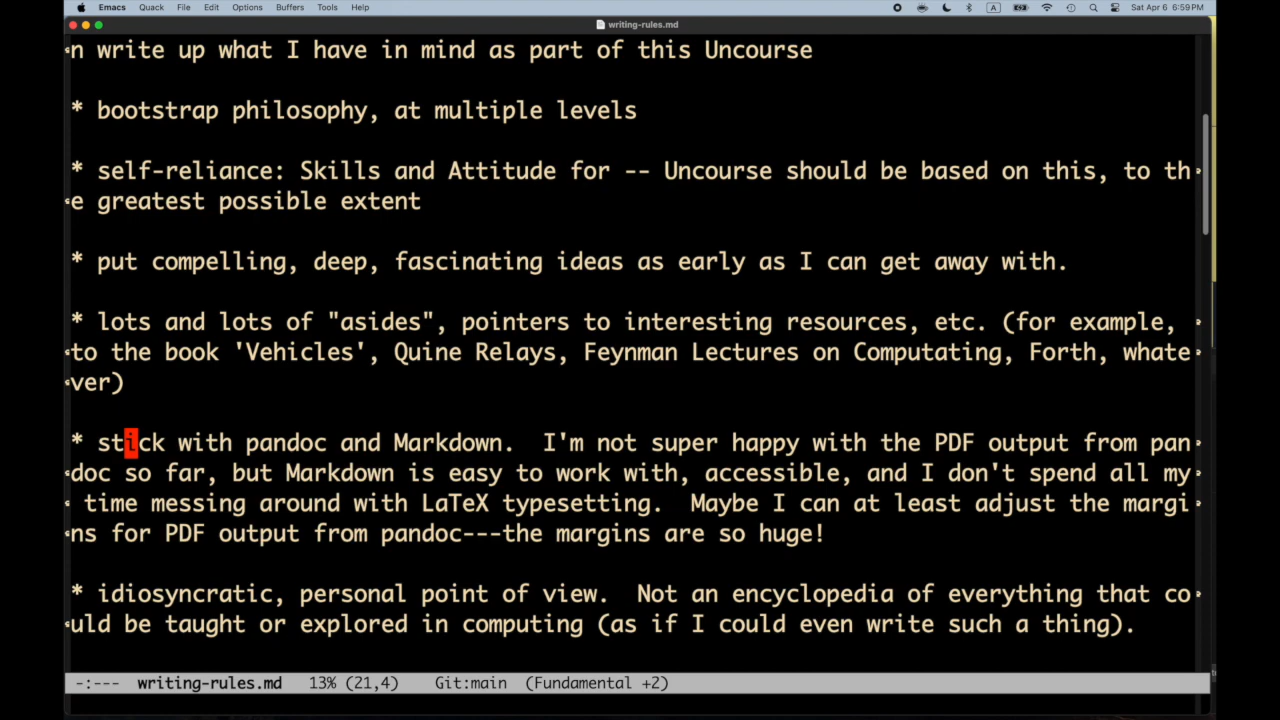 Emacs Quack File Edit Options Buffers Tools Help A Sat Apr 6 6:59 PM
writing-rules.md
n write up what I have in mind as part of this Uncourse
* bootstrap philosophy, at multiple levels
* self-reliance: Skills and Attitude for -- Uncourse should be based on this, to th
e greatest possible extent
* put compelling, deep, fascinating ideas as early as I can get away with.
* lots and lots of "asides", pointers to interesting resources, etc. (for example,
to the book 'Vehicles', Quine Relays, Feynman Lectures on Computating, Forth, whate
ver)
* stick with pandoc and Markdown.  I'm not super happy with the PDF output from pan
doc so far, but Markdown is easy to work with, accessible, and I don't spend all my
time messing around with LaTeX typesetting.  Maybe I can at least adjust the margi
ns for PDF output from pandoc---the margins are so huge!
* idiosyncratic, personal point of view.  Not an encyclopedia of everything that co
uld be taught or explored in computing (as if I could even write such a thing).
-:--- writing-rules.md 13% (21,4) Git:main (Fundamental +2)